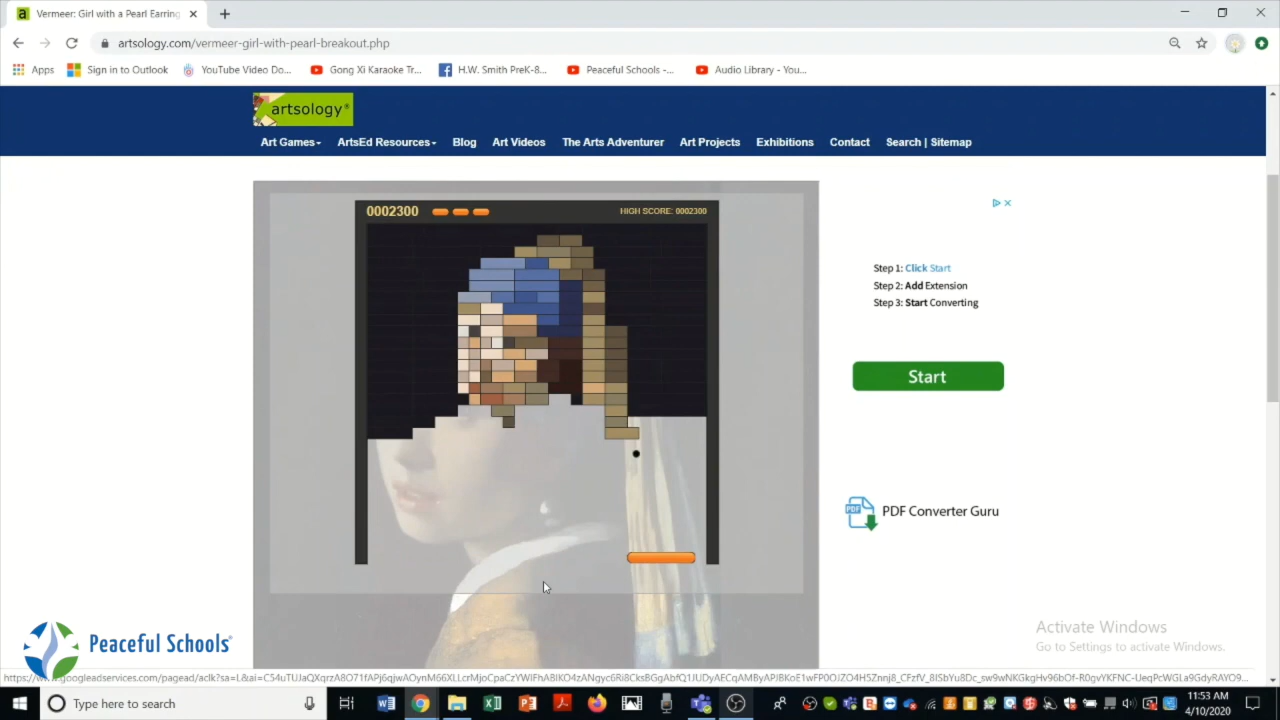 Vermeer: Girl with a Pearl Earring
artsology.com/vermeer-girl-with-pearl-breakout.php
Apps Sign in to Outlook YouTube Video Do... Gong Xi Karaoke Tr... H.W. Smith PreK-8... Peaceful Schools -... Audio Library - You...
artsology®
Art Games ArtsEd Resources Blog Art Videos The Arts Adventurer Art Projects Exhibitions Contact Search | Sitemap
0002300 HIGH SCORE: 0002300
Step 1: Click Start
Step 2: Add Extension
Step 3: Start Converting
Start
PDF
PDF Converter Guru
Activate Windows
Go to Settings to activate Windows.
Peaceful Schools®
Type here to search
11:53 AM
4/10/2020